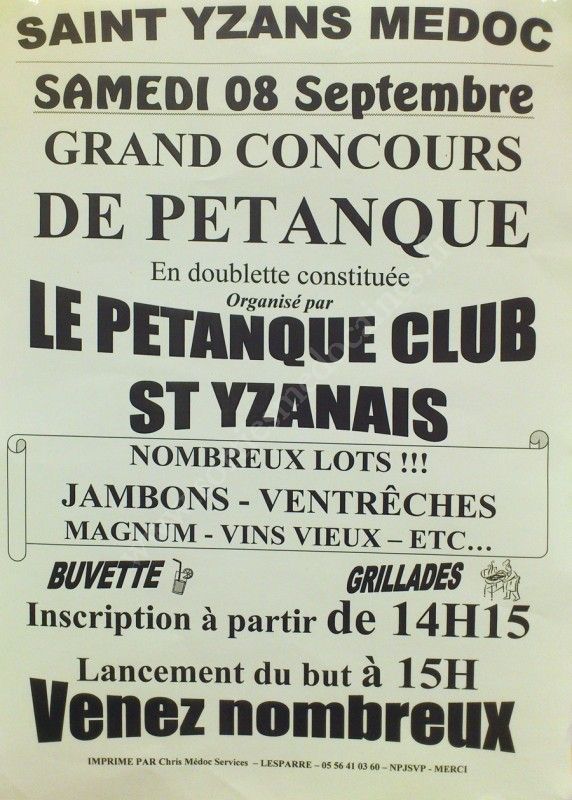 SAINT YZANS MEDOC
SAMEDI 08 Septembre
GRAND CONCOURS
DE PETANQUE
En doublette constituée
Organisé par
LE PETANQUE CLUB
ST YZANAIS
NOMBREUX LOTS !!!
JAMBONS - VENTRÊCHES
MAGNUM - VINS VIEUX – ETC...
BUVETTE GRILLADES
Inscription à partir de 14H15
Lancement du but à 15H
Venez nombreux
IMPRIME PAR Chris Médoc Services – LESPARRE – 05 56 41 03 60 – NPJSVP - MERCI